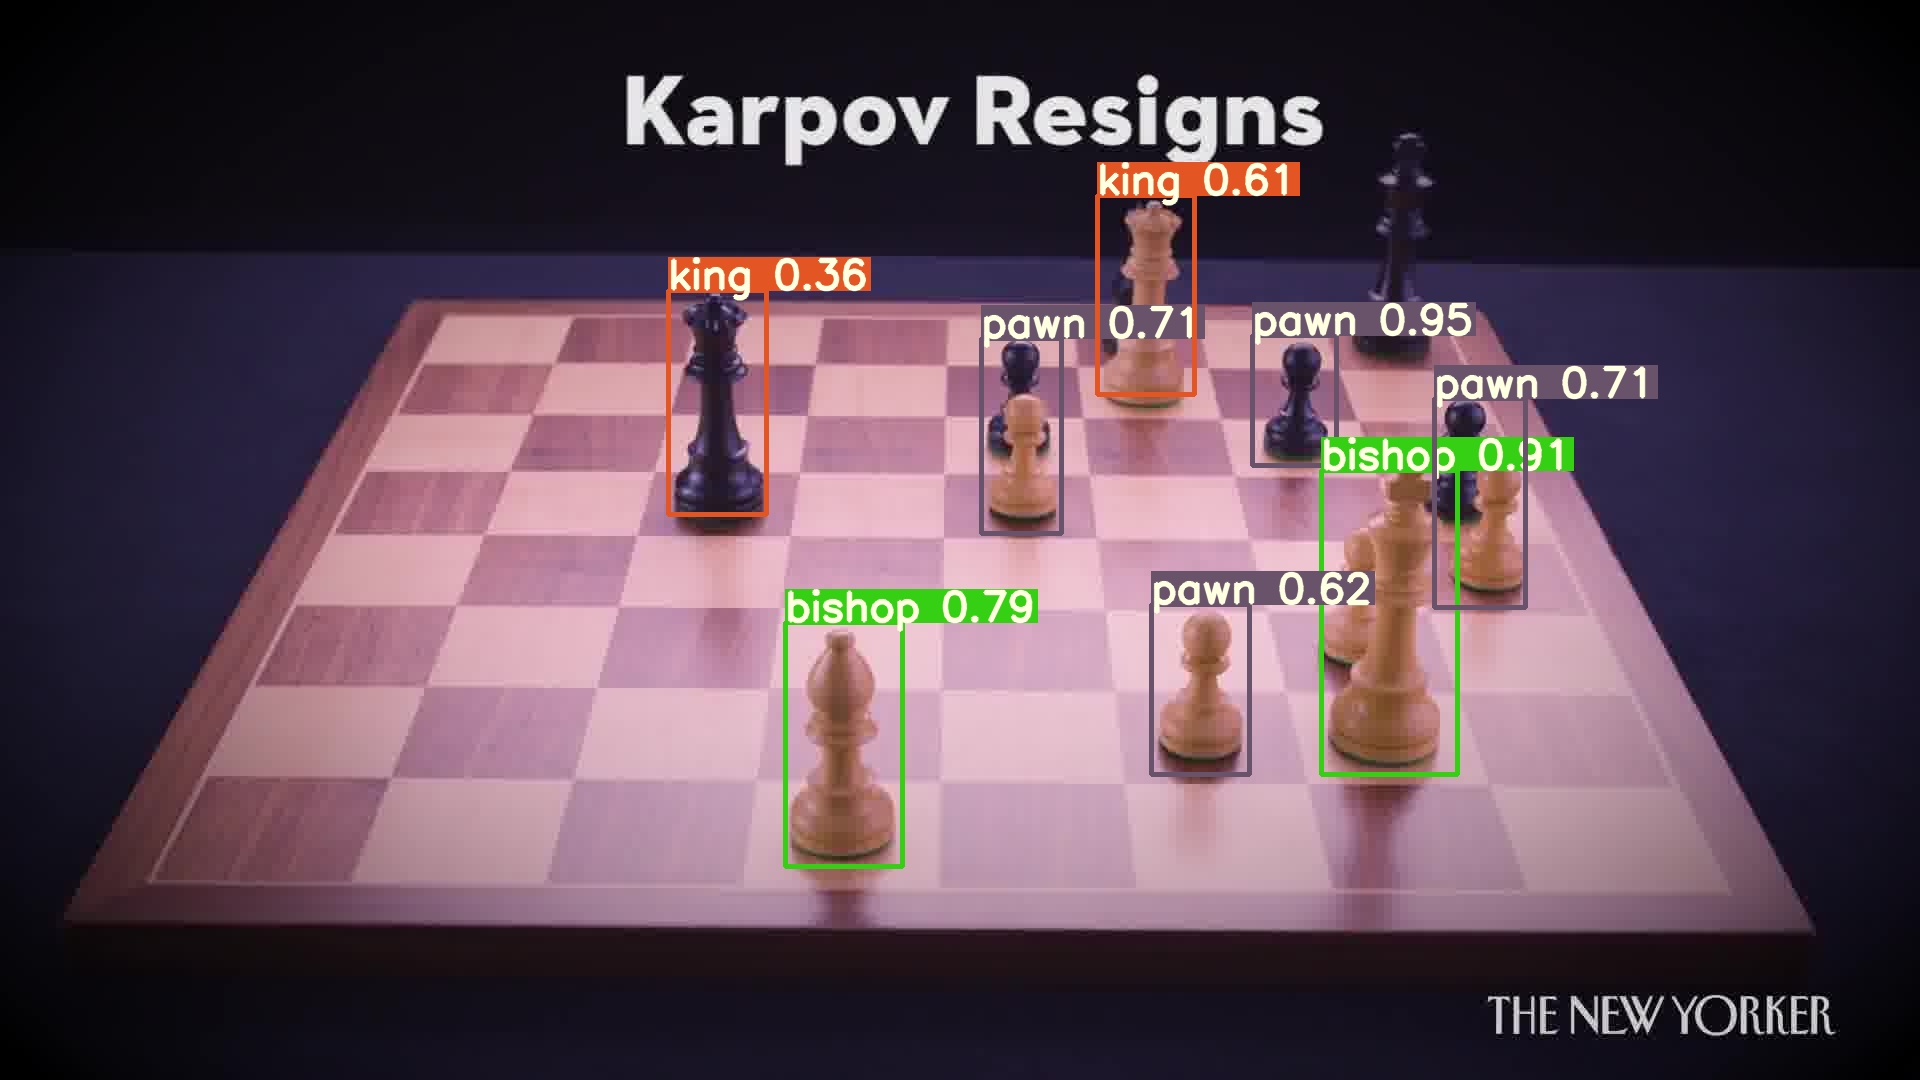 Karpov Resigns
king 0.61
king 0.36
pawn 0.71
pawn 0.95
pawn 0.71
bishop 0.91
pawn 0.62
bishop 0.79
THE NEW YORKER